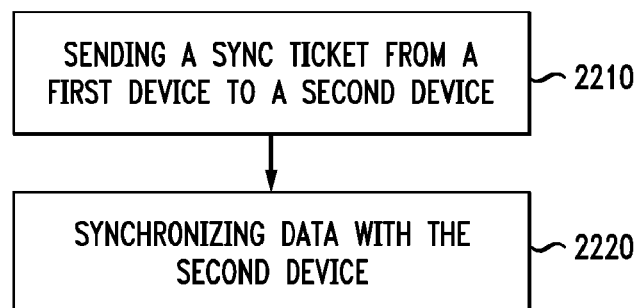 SENDING A SYNC TICKET FROM A
FIRST DEVICE TO A SECOND DEVICE
2210
SYNCHRONIZING DATA WITH THE
SECOND DEVICE
2220